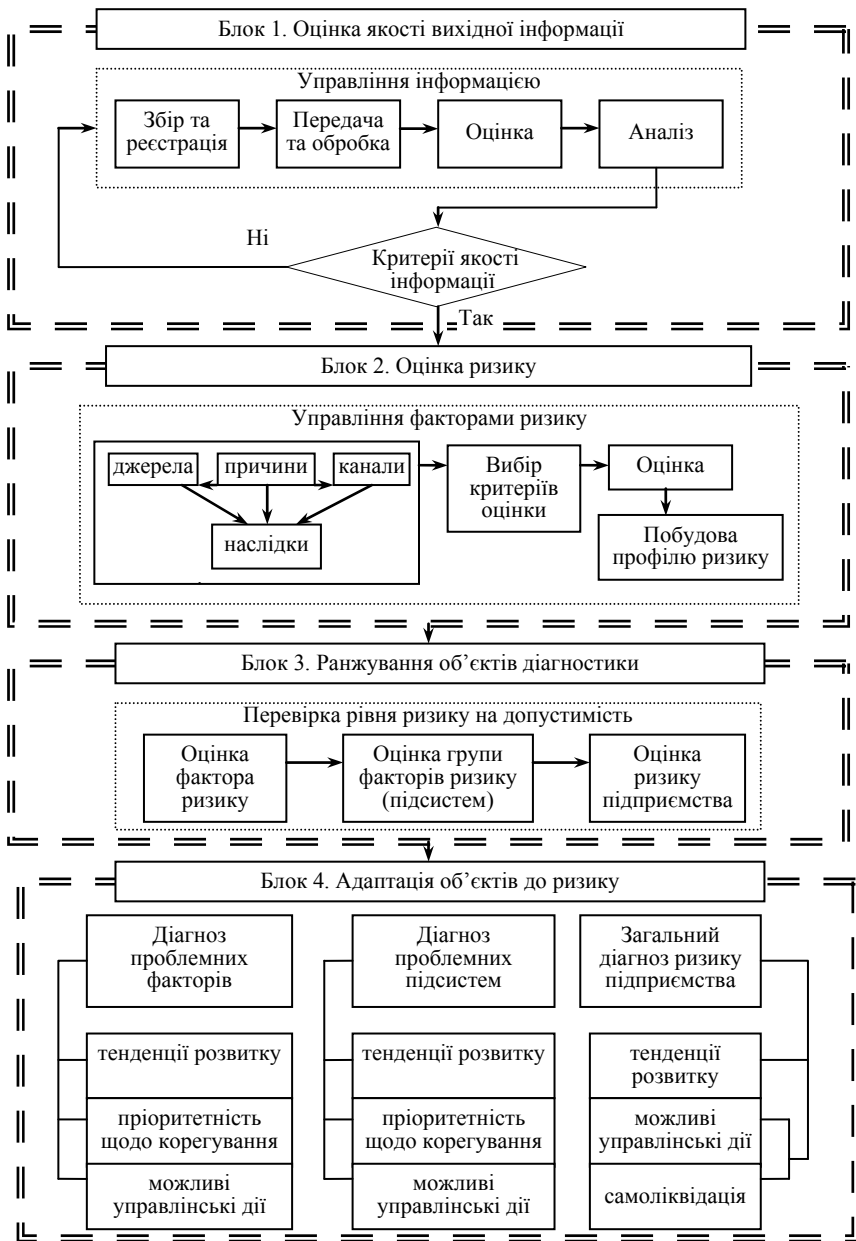 Блок 1. Оцінка якості вихідної інформації
Управління інформацією
Збір та
реєстрація
Передача
та обробка
Оцінка
Аналіз
Ні
Критерії якості
інформації
Так
Блок 2. Оцінка ризику
Управління факторами ризику
джерела
причини
канали
наслідки
Вибір
критеріїв
оцінки
Оцінка
Побудова
профілю ризику
Блок 3. Ранжування об’єктів діагностики
Перевірка рівня ризику на допустимість
Оцінка
фактора
ризику
Оцінка групи
факторів ризику
(підсистем)
Оцінка
ризику
підприємства
Блок 4. Адаптація об’єктів до ризику
Діагноз
проблемних
факторів
тенденції розвитку
пріоритетність
щодо корегування
можливі
управлінські дії
Діагноз
проблемних
підсистем
тенденції розвитку
пріоритетність
щодо корегування
можливі
управлінські дії
Загальний
діагноз ризику
підприємства
тенденції
розвитку
можливі
управлінські дії
самоліквідація